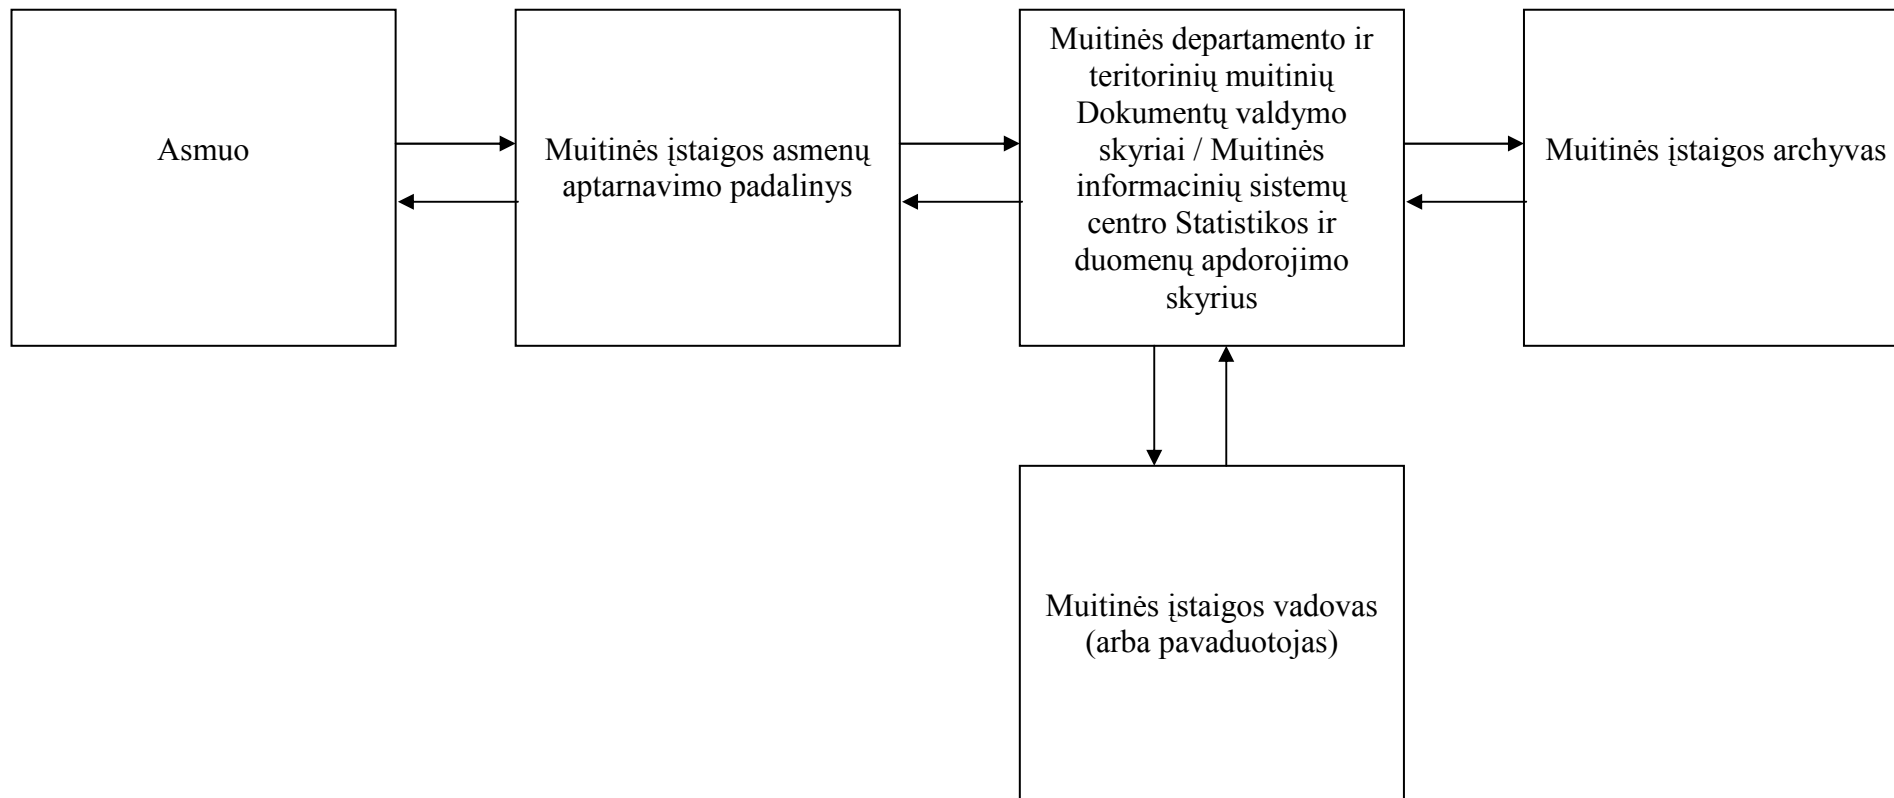 Asmuo
Muitinės įstaigos asmenų
aptarnavimo padalinys
Muitinės departamento ir
teritorinių muitinių
Dokumentų valdymo
skyriai / Muitinės
informacinių sistemų
centro Statistikos ir
duomenų apdorojimo
skyrius
Muitinės įstaigos archyvas
Muitinės įstaigos vadovas
(arba pavaduotojas)